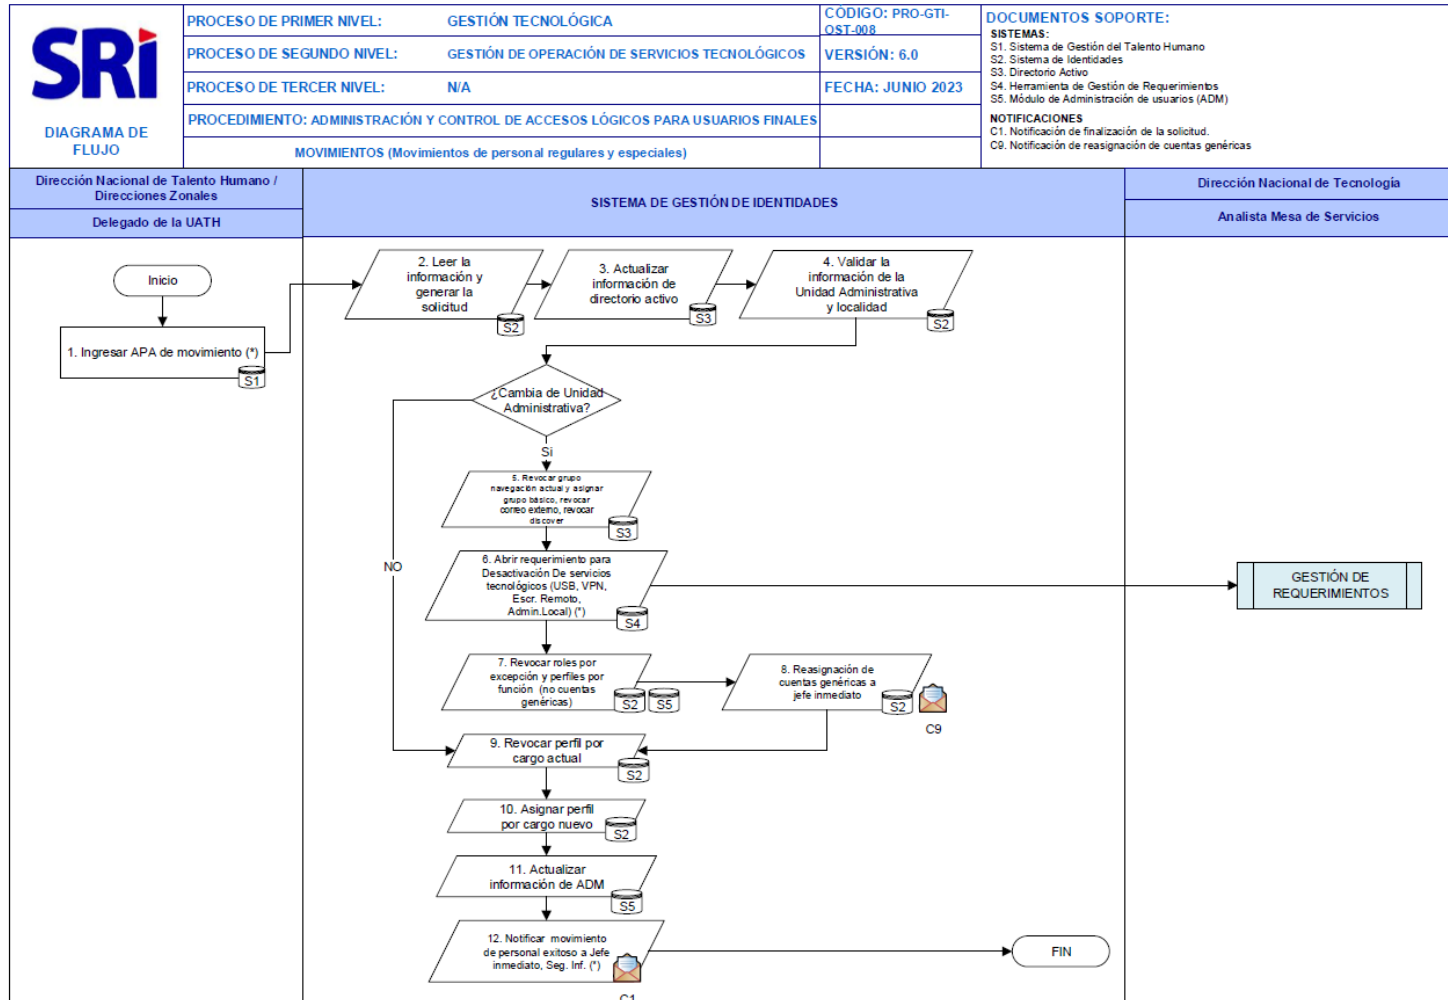 SRi
DIAGRAMA DE
FLUJO
PROCESO DE PRIMER NIVEL: GESTIÓN TECNOLÓGICA
CÓDIGO: PRO-GTI-
OST-008
PROCESO DE SEGUNDO NIVEL: GESTIÓN DE OPERACIÓN DE SERVICIOS TECNOLÓGICOS
VERSIÓN: 6.0
PROCESO DE TERCER NIVEL: N/A
FECHA: JUNIO 2023
PROCEDIMIENTO: ADMINISTRACIÓN Y CONTROL DE ACCESOS LÓGICOS PARA USUARIOS FINALES
MOVIMIENTOS (Movimientos de personal regulares y especiales)
DOCUMENTOS SOPORTE:
SISTEMAS:
S1. Sistema de Gestión del Talento Humano
S2. Sistema de Identidades
S3. Directorio Activo
S4. Herramienta de Gestión de Requerimientos
S5. Módulo de Administración de usuarios (ADM)
NOTIFICACIONES
C1. Notificación de finalización de la solicitud.
C9. Notificación de reasignación de cuentas genéricas
Dirección Nacional de Talento Humano /
Direcciones Zonales
Delegado de la UATH
SISTEMA DE GESTIÓN DE IDENTIDADES
Dirección Nacional de Tecnología
Analista Mesa de Servicios
Inicio
1. Ingresar APA de movimiento (*)
S1
2. Leer la
información y
generar la
solicitud
S2
3. Actualizar
información de
directorio activo
S3
4. Validar la
información de la
Unidad Administrativa
y localidad
S2
¿Cambia de Unidad
Administrativa?
Si
NO
5. Revocar grupo
navegación actual y asignar
grupo básico, revocar
correo externo, revocar
discover
S3
6. Abrir requerimiento para
Desactivación De servicios
tecnológicos (USB, VPN,
Escr. Remoto,
Admin.Local) (*)
S4
GESTIÓN DE
REQUERIMIENTOS
7. Revocar roles por
excepción y perfiles por
función (no cuentas
genéricas)
S2
S5
8. Reasignación de
cuentas genéricas a
jefe inmediato
S2
C9
9. Revocar perfil por
cargo actual
S2
10. Asignar perfil
por cargo nuevo
S2
11. Actualizar
información de ADM
S5
12. Notificar movimiento
de personal exitoso a Jefe
inmediato, Seg. Inf. (*)
C1
FIN